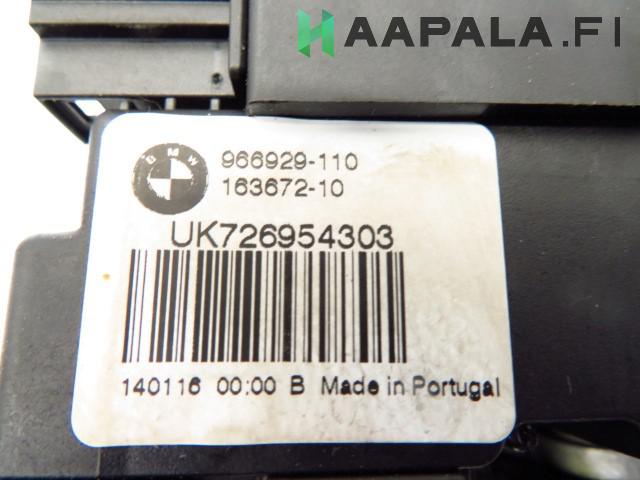 HAAPALA.FI
BMW
966929-110
163672-10
UK726954303
140116 00:00 B Made in Portugal